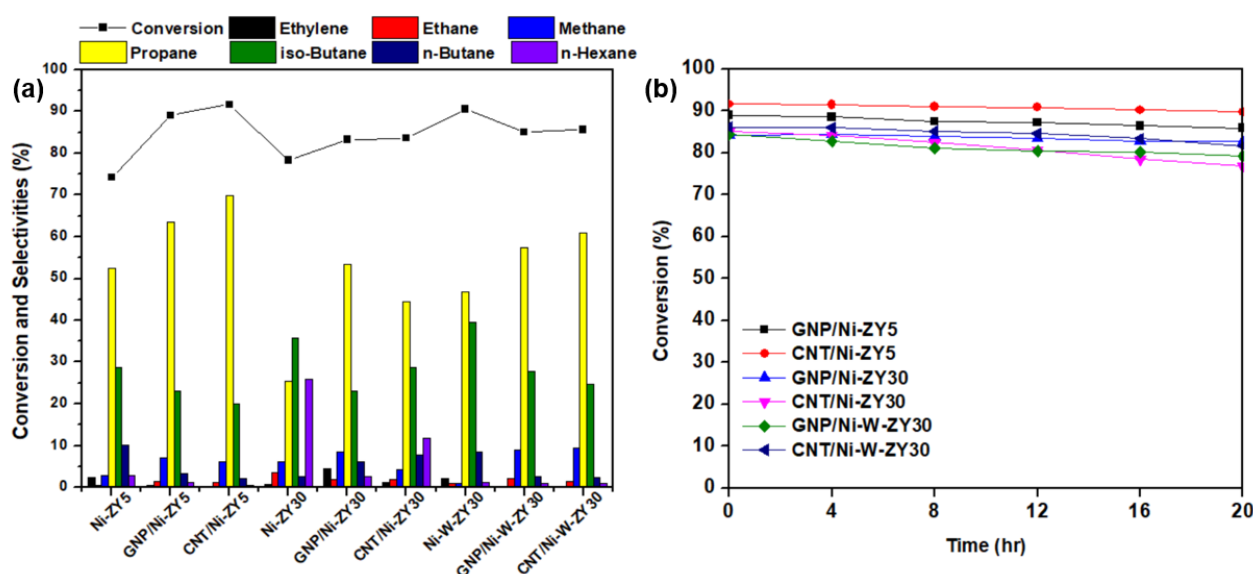 Conversion Ethylene Ethane Methane
Propane iso-Butane n-Butane n-Hexane
(a)
Conversion and Selectivities (%)
100
90
80
70
60
50
40
30
20
10
0
Ni-ZY5
GNP/Ni-ZY5
CNT/Ni-ZY5
Ni-ZY30
GNP/Ni-ZY30
CNT/Ni-ZY30
Ni-W-ZY30
GNP/Ni-W-ZY30
CNT/Ni-W-ZY30
(b)
Conversion (%)
100
90
80
70
60
50
40
30
20
10
0
GNP/Ni-ZY5
CNT/Ni-ZY5
GNP/Ni-ZY30
CNT/Ni-ZY30
GNP/Ni-W-ZY30
CNT/Ni-W-ZY30
0 4 8 12 16 20
Time (hr)